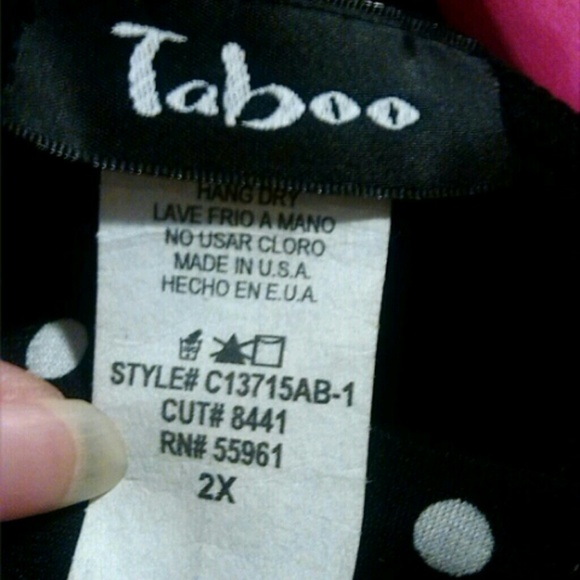 Taboo
HANG DRY
LAVE FRIO A MANO
NO USAR CLORO
MADE IN U.S.A.
HECHO EN E.U.A.
STYLE# C13715AB-1
CUT# 8441
RN# 55961
2X